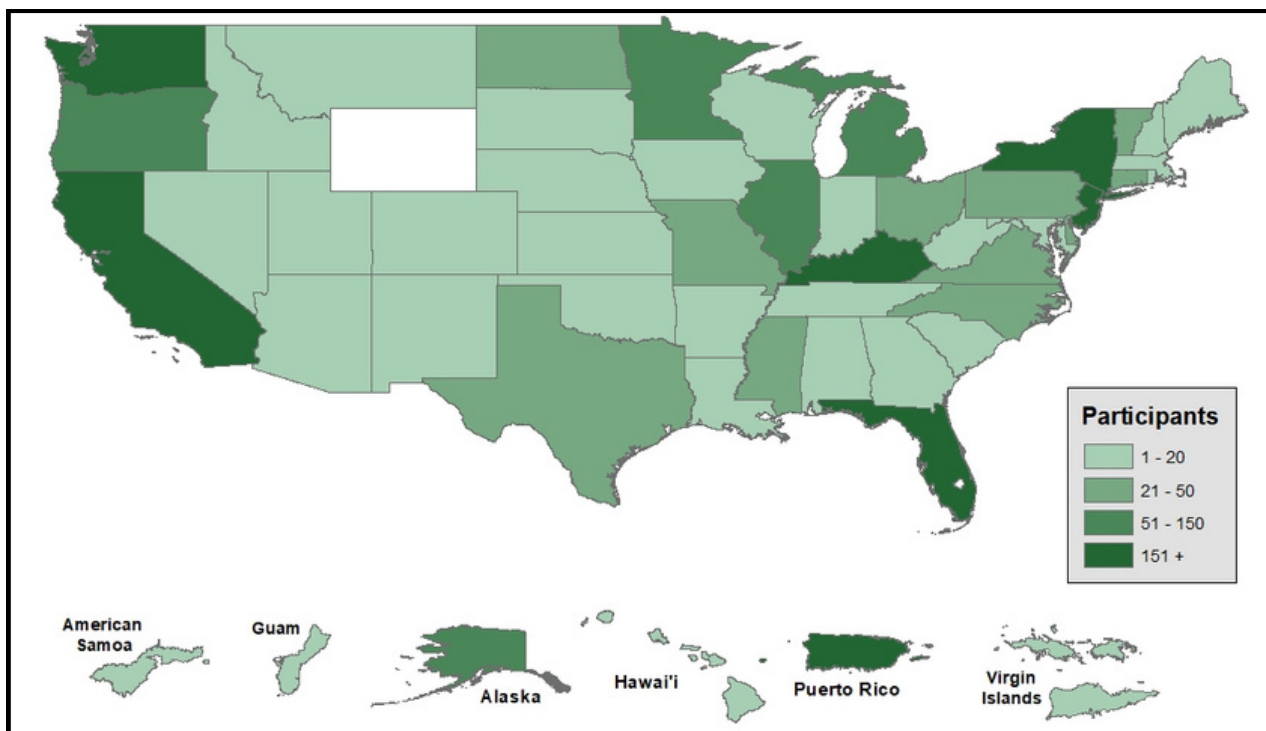 Participants
1 - 20
21 - 50
51 - 150
151 +
American
Samoa
Guam
Alaska
Hawai'i
Puerto Rico
Virgin
Islands